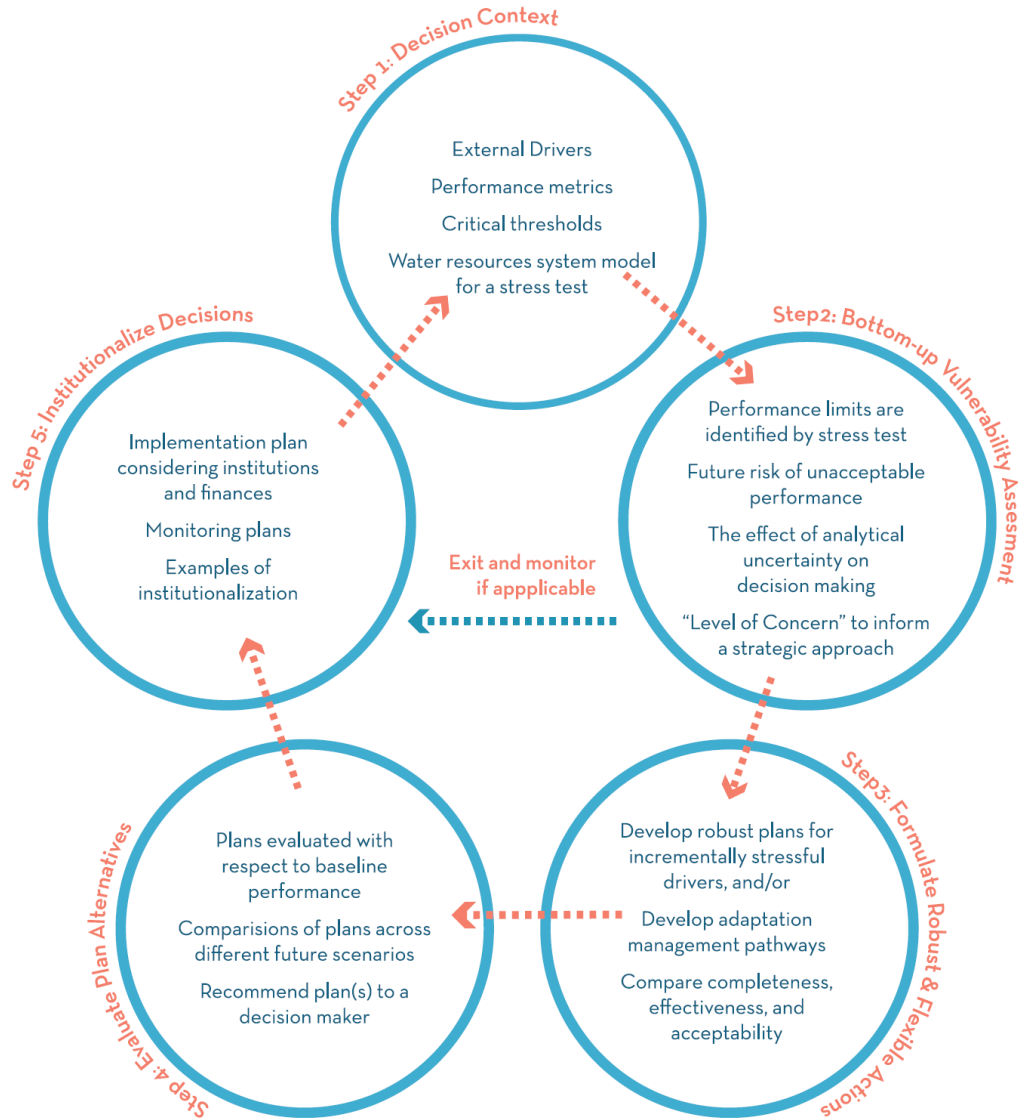 Step 1: Decision Context
External Drivers
Performance metrics
Critical thresholds
Water resources system model
for a stress test
Step2: Bottom-up Vulnerability Assesment
Performance limits are
identified by stress test
Future risk of unacceptable
performance
The effect of analytical
uncertainty on
decision making
“Level of Concern” to inform
a strategic approach
Exit and monitor
if appplicable
Step3: Formulate Robust & Flexible Actions
Develop robust plans for
incrementally stressful
drivers, and/or
Develop adaptation
management pathways
Compare completeness,
effectiveness, and
acceptability
Step 4: Evaluate Plan Alternatives
Plans evaluated with
respect to baseline
performance
Comparisions of plans across
different future scenarios
Recommend plan(s) to a
decision maker
Step 5: Institutionalize Decisions
Implementation plan
considering institutions
and finances
Monitoring plans
Examples of
institutionalization